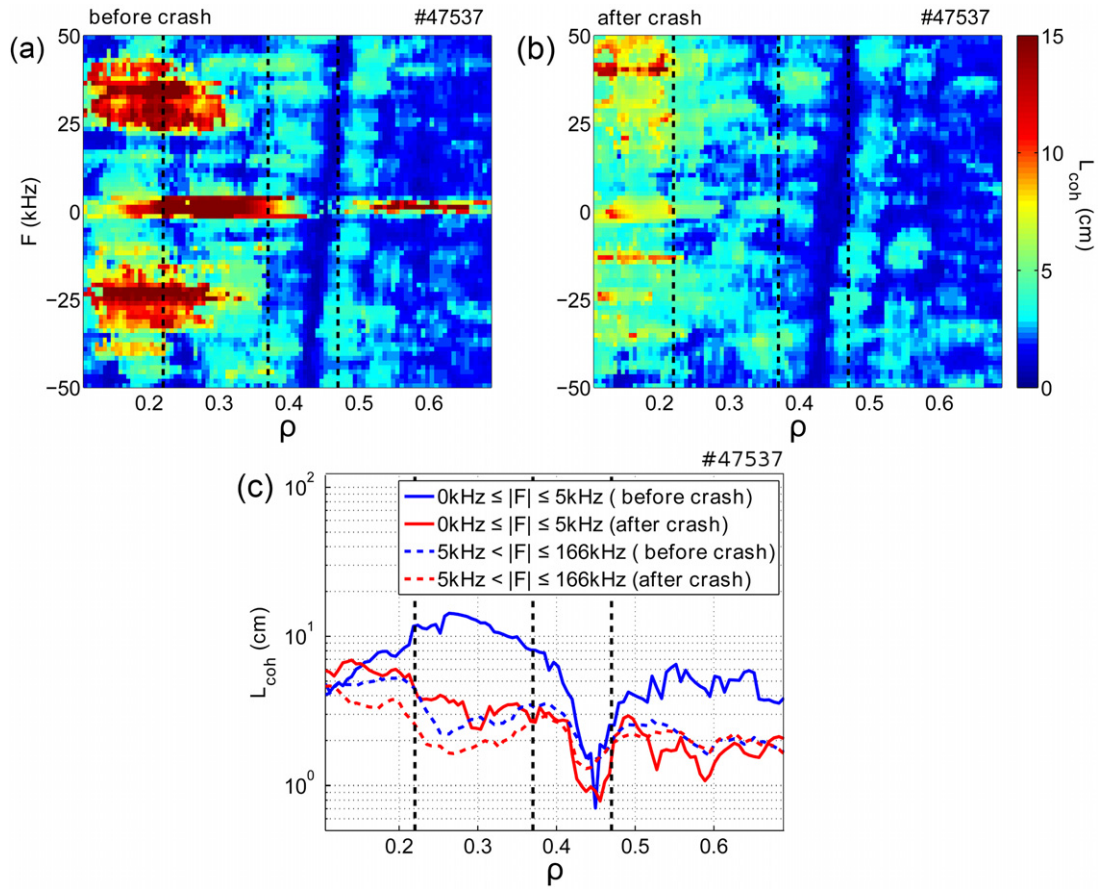 before crash #47537
after crash #47537
(a)
(b)
50
25
0
−25
−50
F (kHz)
0.2 0.3 0.4 0.5 0.6
ρ
50
25
0
−25
−50
0.2 0.3 0.4 0.5 0.6
ρ
15
10
5
0
L_coh (cm)
#47537
(c)
0kHz ≤ |F| ≤ 5kHz ( before crash)
0kHz ≤ |F| ≤ 5kHz (after crash)
5kHz < |F| ≤ 166kHz ( before crash)
5kHz < |F| ≤ 166kHz (after crash)
10^2
10^1
10^0
L_coh (cm)
0.2 0.3 0.4 0.5 0.6
ρ